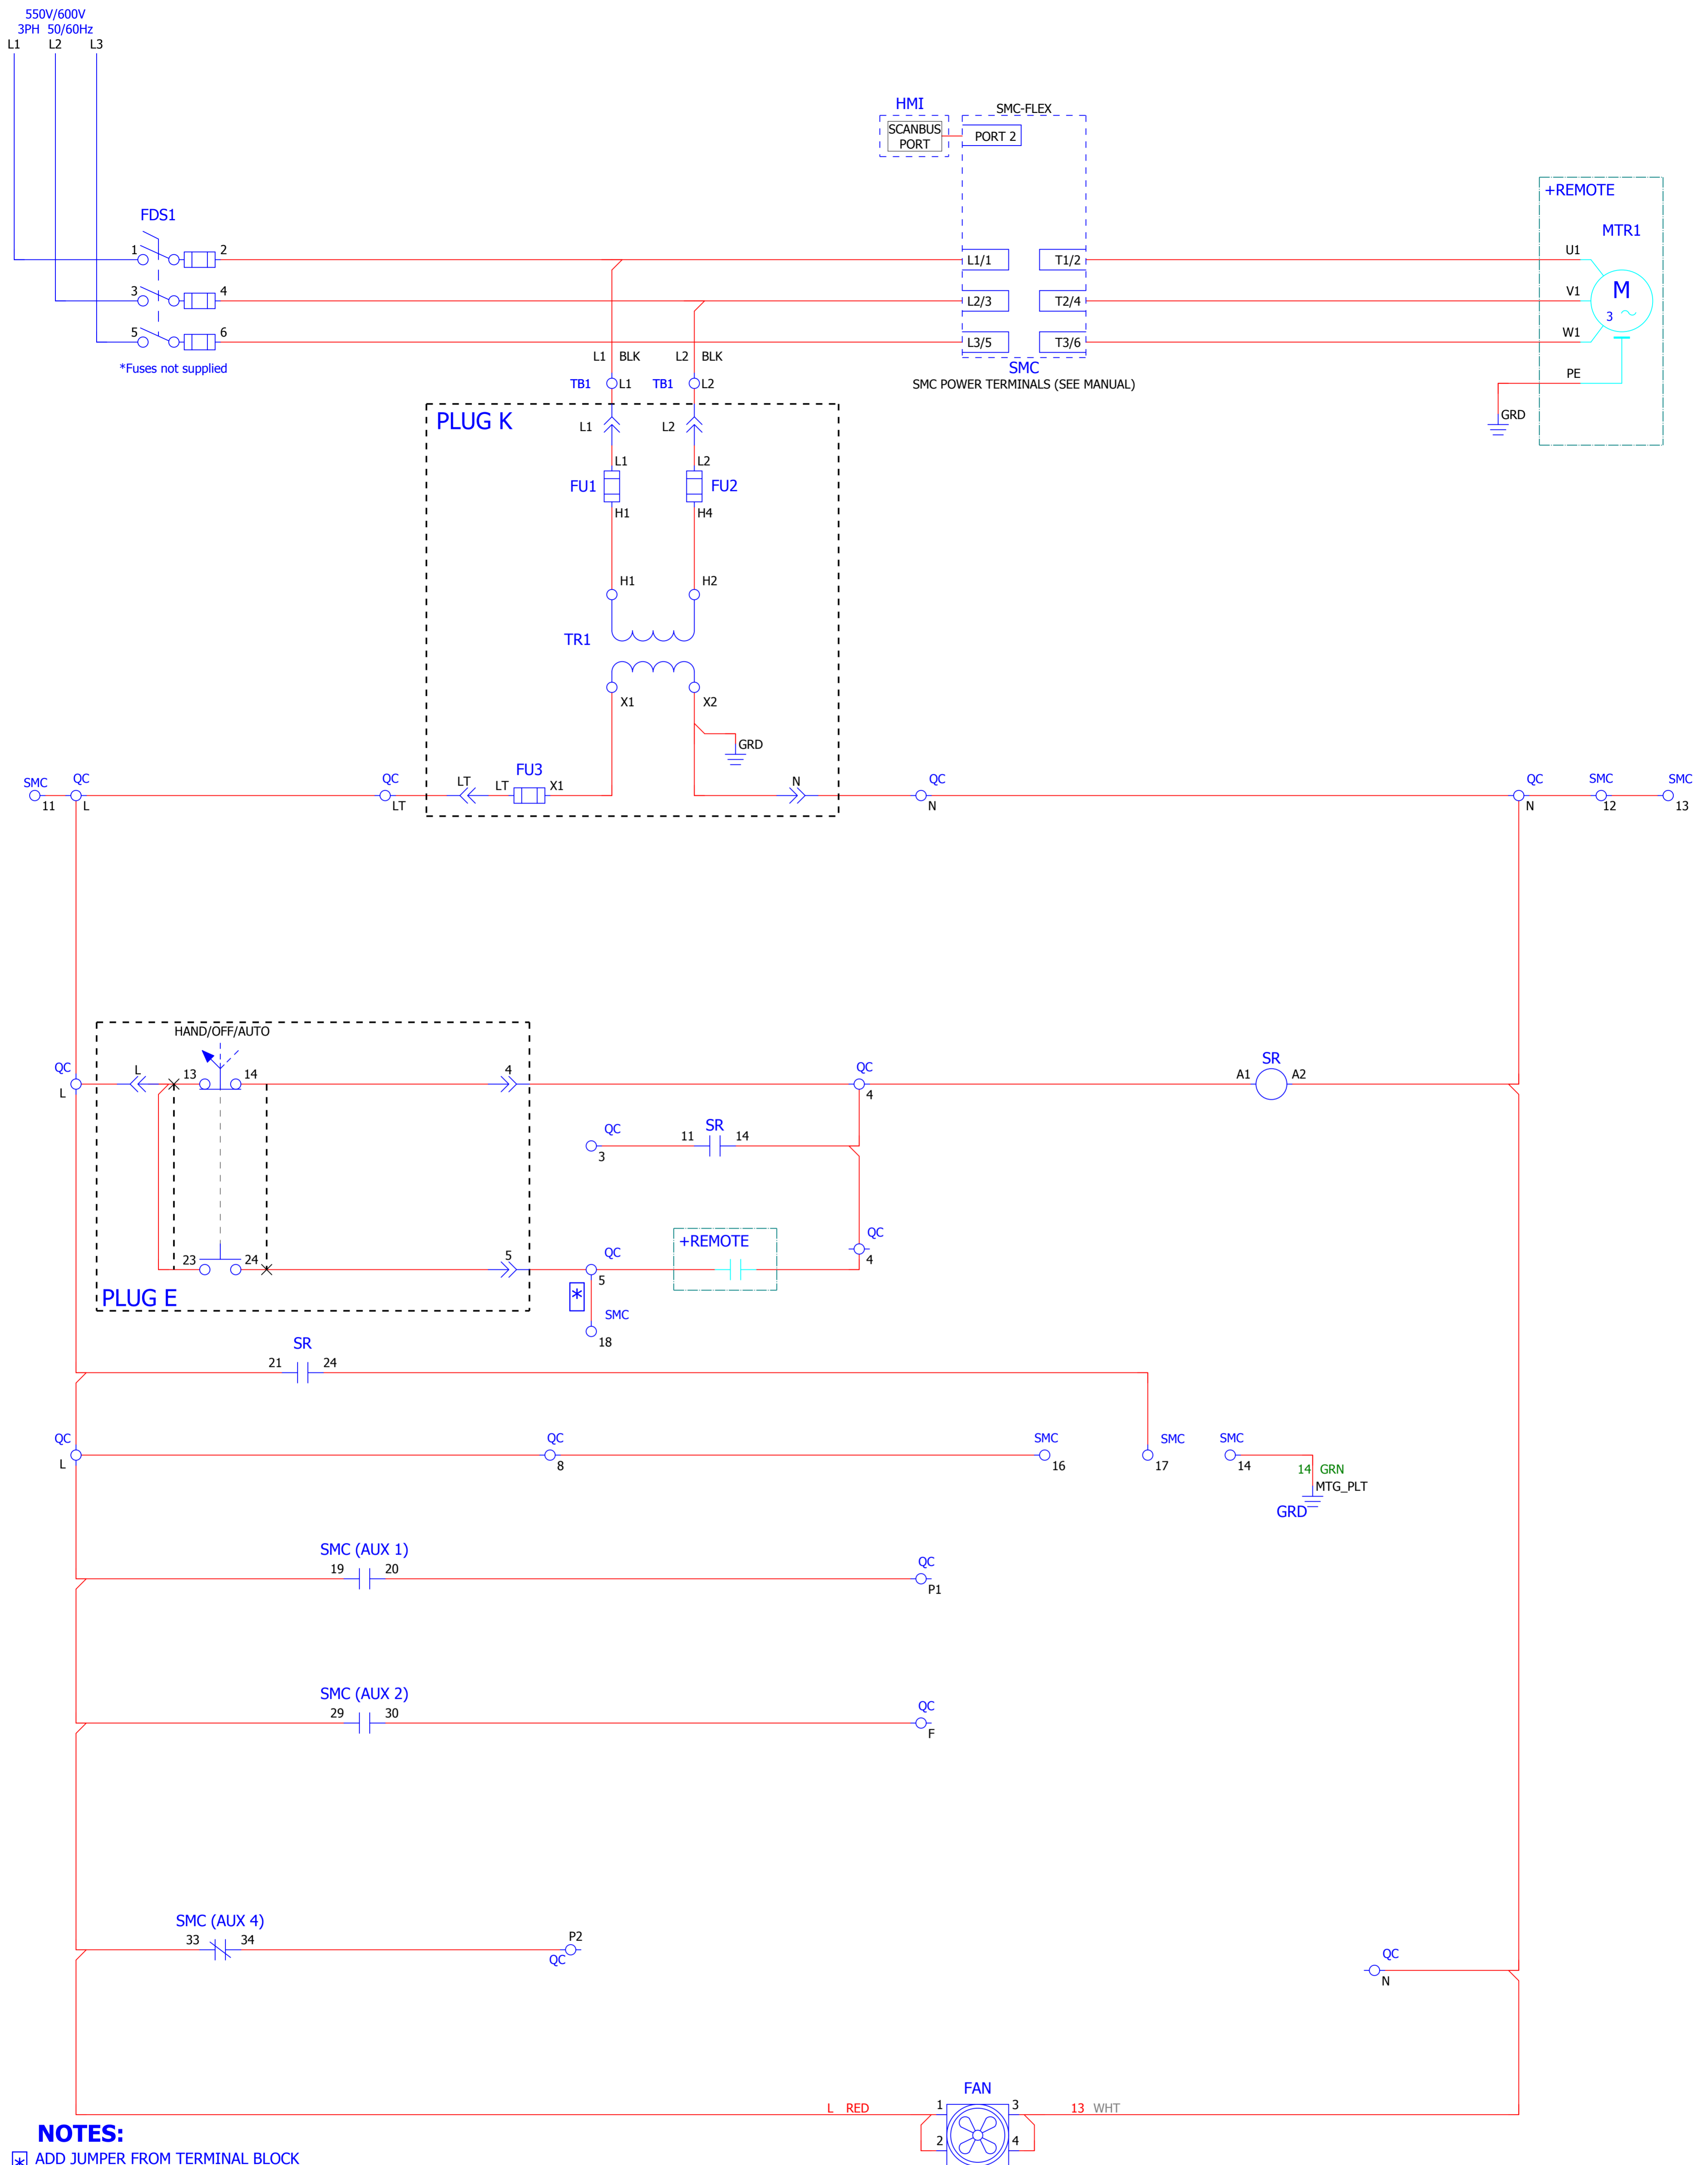 550V/600V
3PH 50/60Hz
L1 L2 L3
HMI
SCANBUS
PORT
SMC-FLEX
PORT 2
+REMOTE
MTR1
FDS1
1 2
3 4
5 6
*Fuses not supplied
L1/1 T1/2
L2/3 T2/4
L3/5 T3/6
SMC
SMC POWER TERMINALS (SEE MANUAL)
U1
V1
W1
PE
M
3
GRD
L1 BLK L2 BLK
TB1 L1 TB1 L2
PLUG K
L1 L2
L1 L2
FU1 FU2
H1 H4
H1 H2
TR1
X1 X2
GRD
SMC QC QC LT LT FU3 X1 N QC QC SMC SMC
11 L LT N N 12 13
HAND/OFF/AUTO
QC L 13 14 4 QC A1 SR A2
L 4
QC 11 SR 14
3
+REMOTE
QC
4
23 24 5 QC
5
PLUG E
*
SMC
18
SR
21 24
QC QC SMC SMC SMC
L 8 16 17 14
14 GRN
MTG_PLT
GRD
SMC (AUX 1)
19 20 QC
P1
SMC (AUX 2)
29 30 QC
F
SMC (AUX 4)
33 34 P2
QC
QC
N
FAN
L RED 1 3 13 WHT
2 4
NOTES:
* ADD JUMPER FROM TERMINAL BLOCK